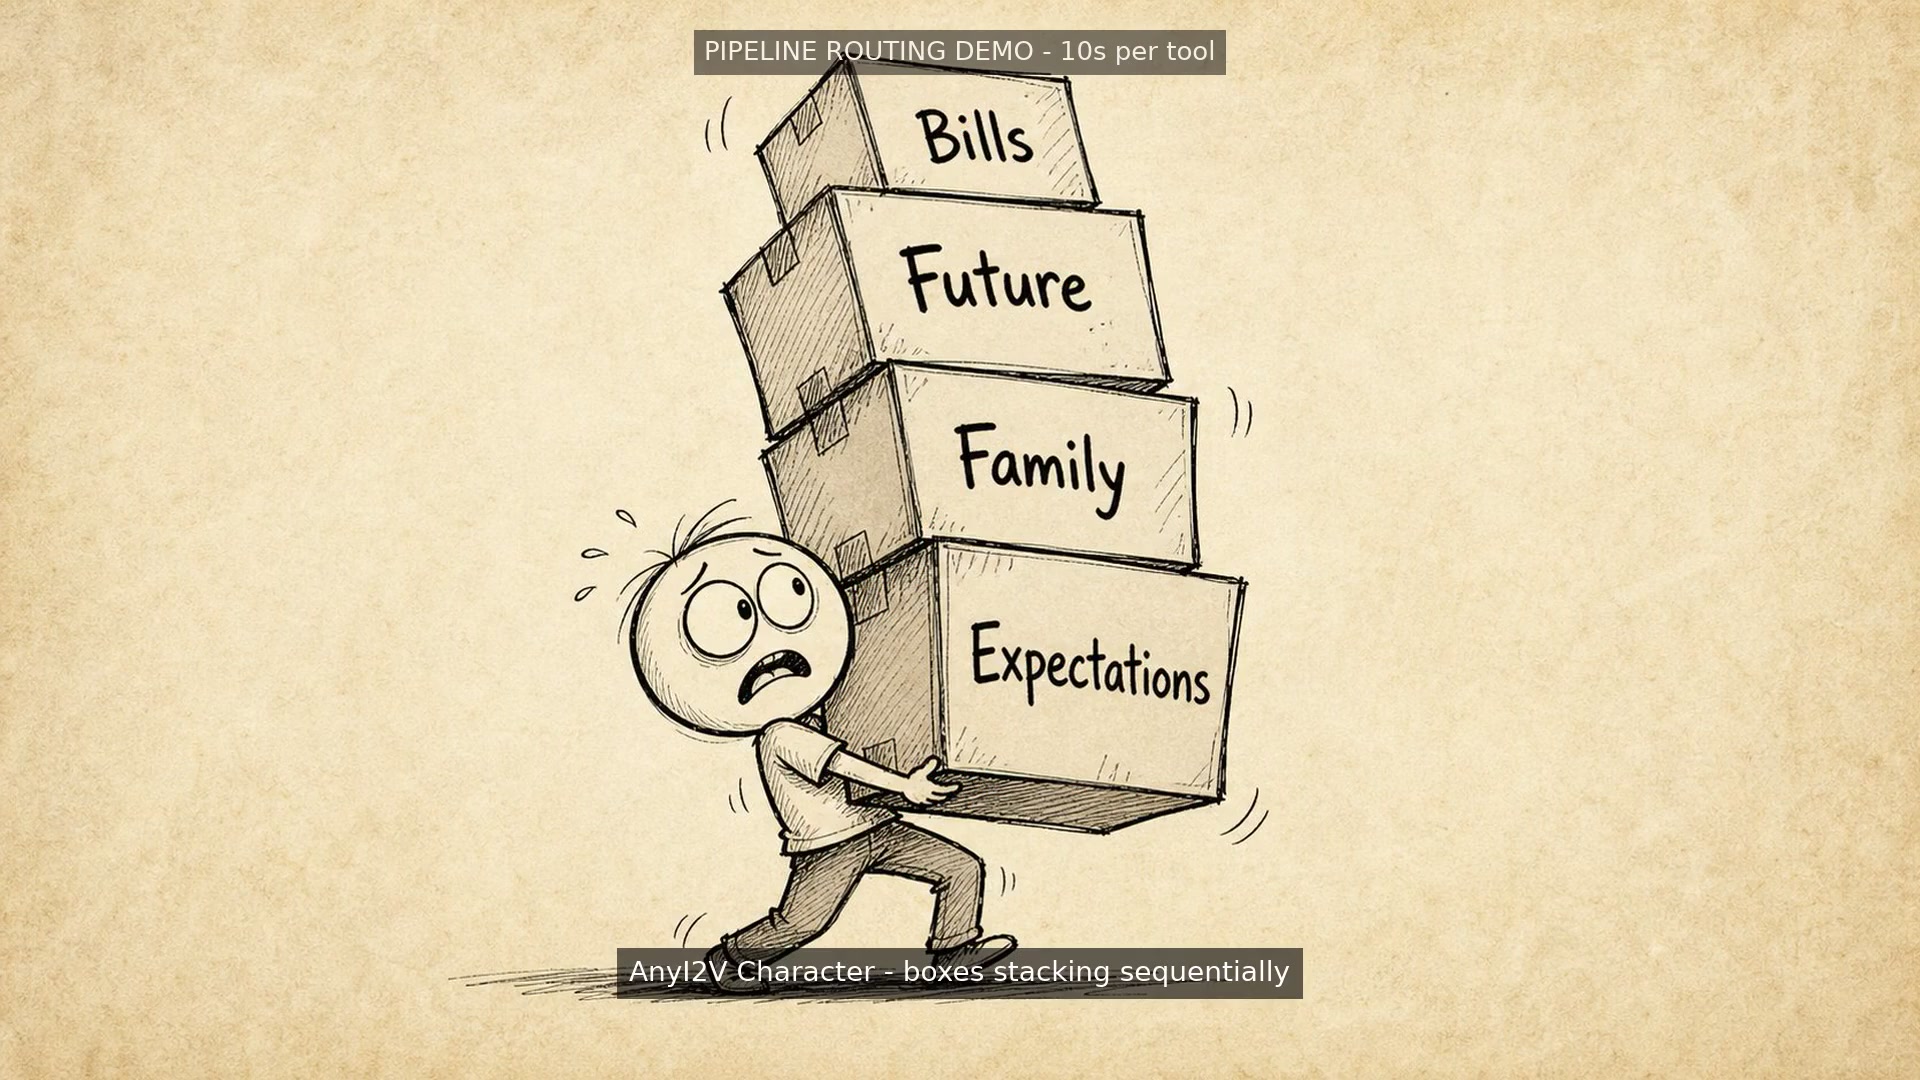 PIPELINE ROUTING DEMO - 10s per tool
Bills
Future
Family
Expectations
AnyI2V Character - boxes stacking sequentially